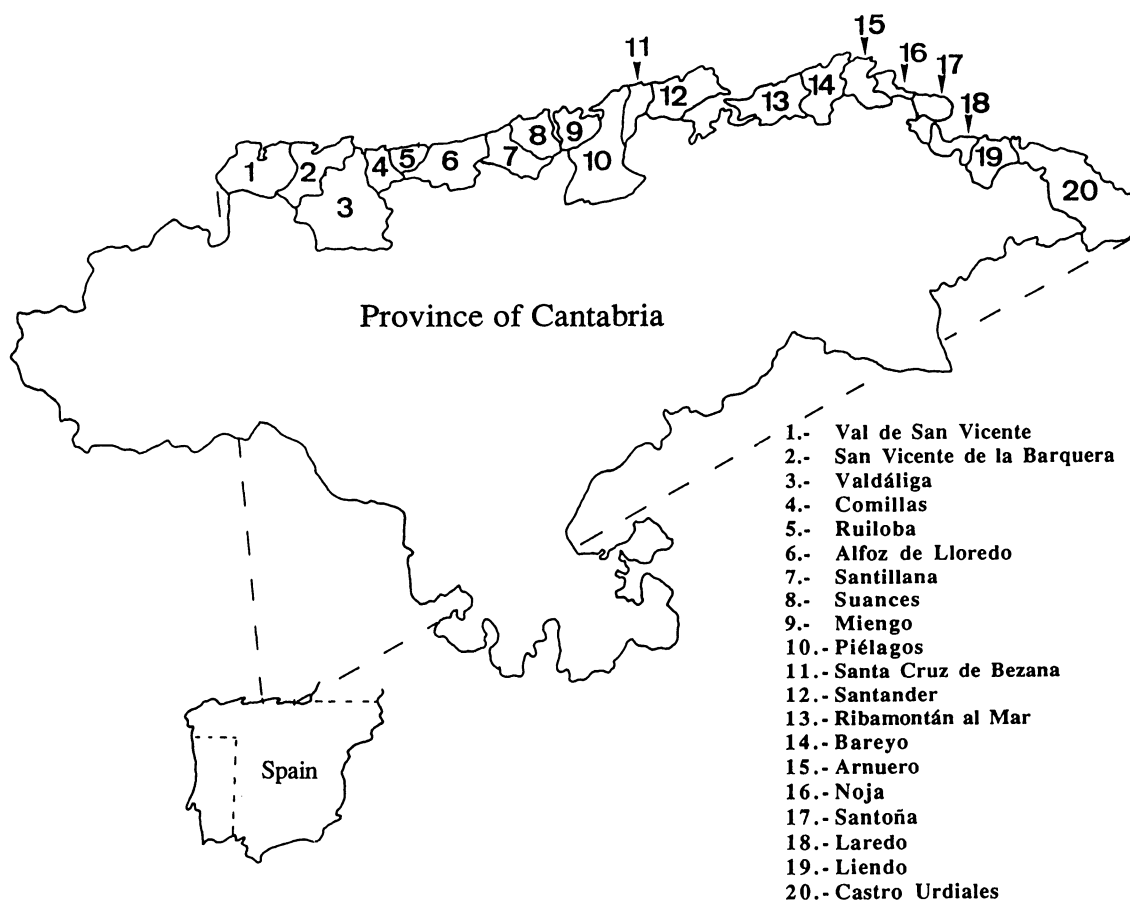 15
16
11
17
14
12
13
18
8
9
5
6
7
19
1
2
4
10
20
3
Province of Cantabria
1.- Val de San Vicente
2.- San Vicente de la Barquera
3.- Valdáliga
4.- Comillas
5.- Ruiloba
6.- Alfoz de Lloredo
7.- Santillana
8.- Suances
9.- Miengo
10.- Piélagos
11.- Santa Cruz de Bezana
12.- Santander
13.- Ribamontán al Mar
14.- Bareyo
15.- Arnuero
16.- Noja
17.- Santoña
18.- Laredo
19.- Liendo
20.- Castro Urdiales
Spain